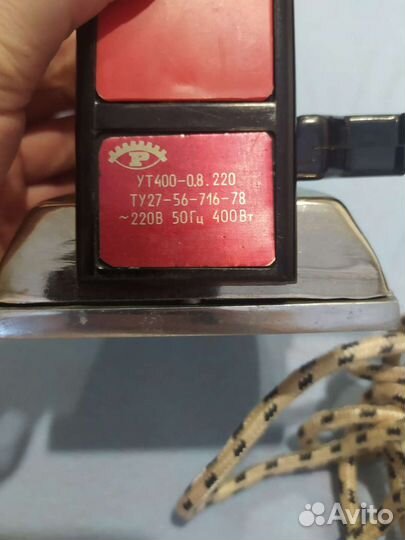 Р
УТ400-0,8.220
ТУ27-56-716-78
~220В 50Гц 400Вт
Avito